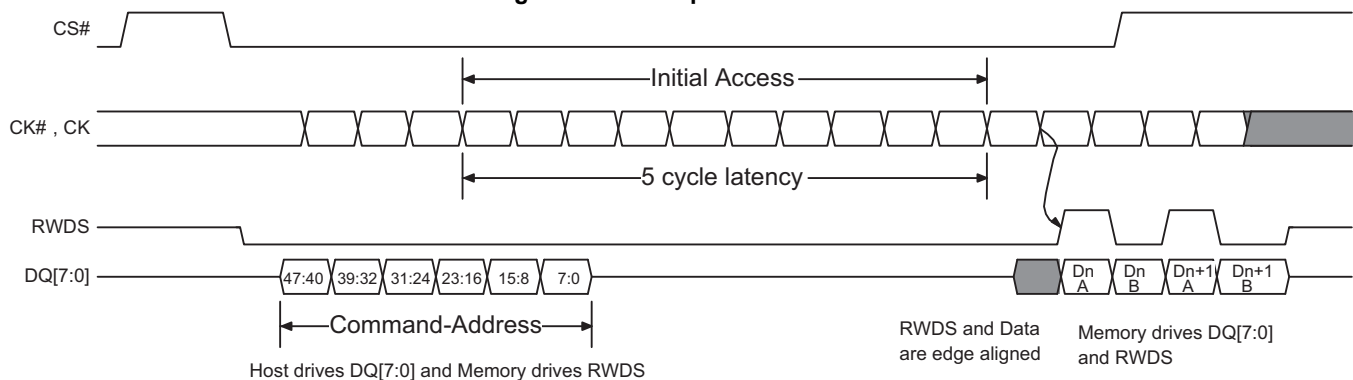 CS#
Initial Access
CK# , CK
5 cycle latency
RWDS
DQ[7:0]
47:40 39:32 31:24 23:16 15:8 7:0
Dn A
Dn B
Dn+1 A
Dn+1 B
Command-Address
Host drives DQ[7:0] and Memory drives RWDS
RWDS and Data
are edge aligned
Memory drives DQ[7:0]
and RWDS